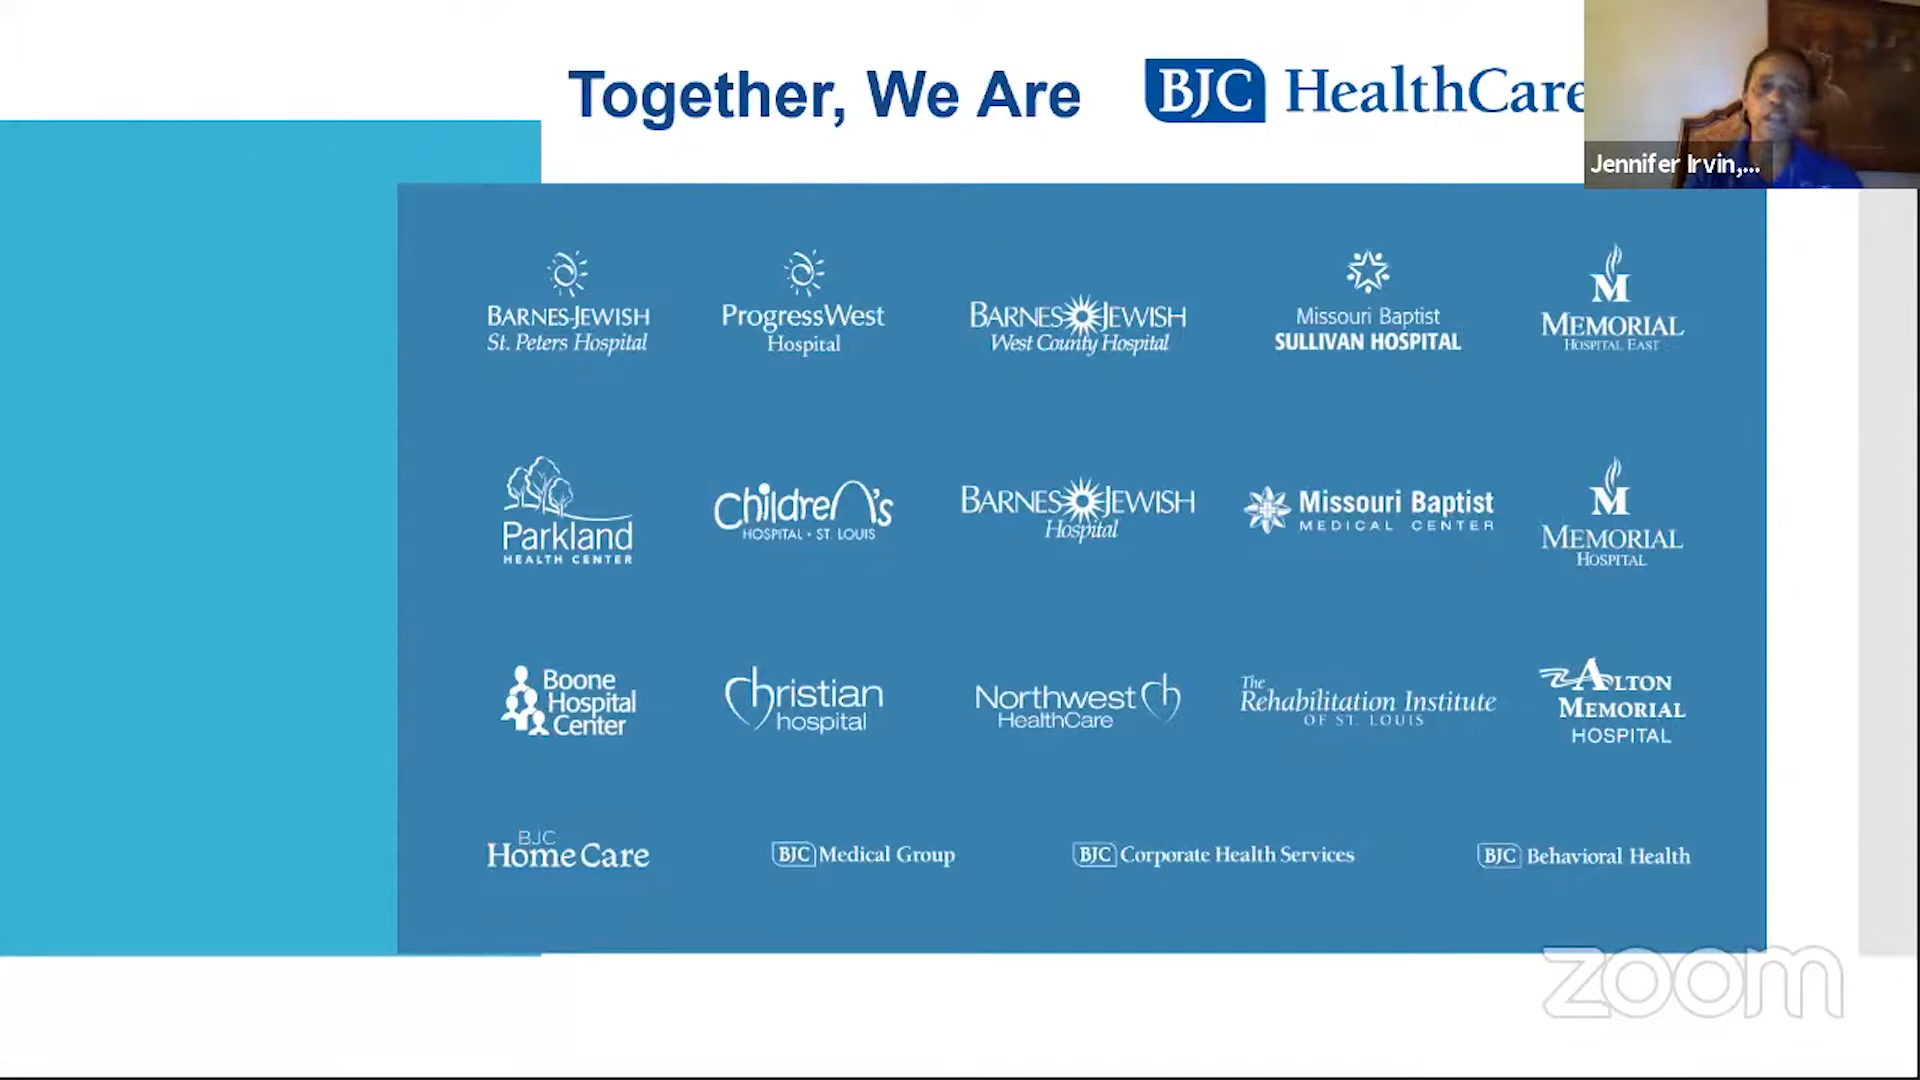 Together, We Are BJC HealthCare
Jennifer Irvin,...
BARNES-JEWISH
St. Peters Hospital
ProgressWest
Hospital
BARNES JEWISH
West County Hospital
Missouri Baptist
SULLIVAN HOSPITAL
M
MEMORIAL
HOSPITAL EAST
Parkland
HEALTH CENTER
Children's
HOSPITAL • ST. LOUIS
BARNES JEWISH
Hospital
Missouri Baptist
MEDICAL CENTER
M
MEMORIAL
HOSPITAL
Boone
Hospital
Center
Christian
hospital
Northwest
HealthCare
The
Rehabilitation Institute
OF ST. LOUIS
ALTON
MEMORIAL
HOSPITAL
BJC
Home Care
BJC Medical Group
BJC Corporate Health Services
BJC Behavioral Health
zoom